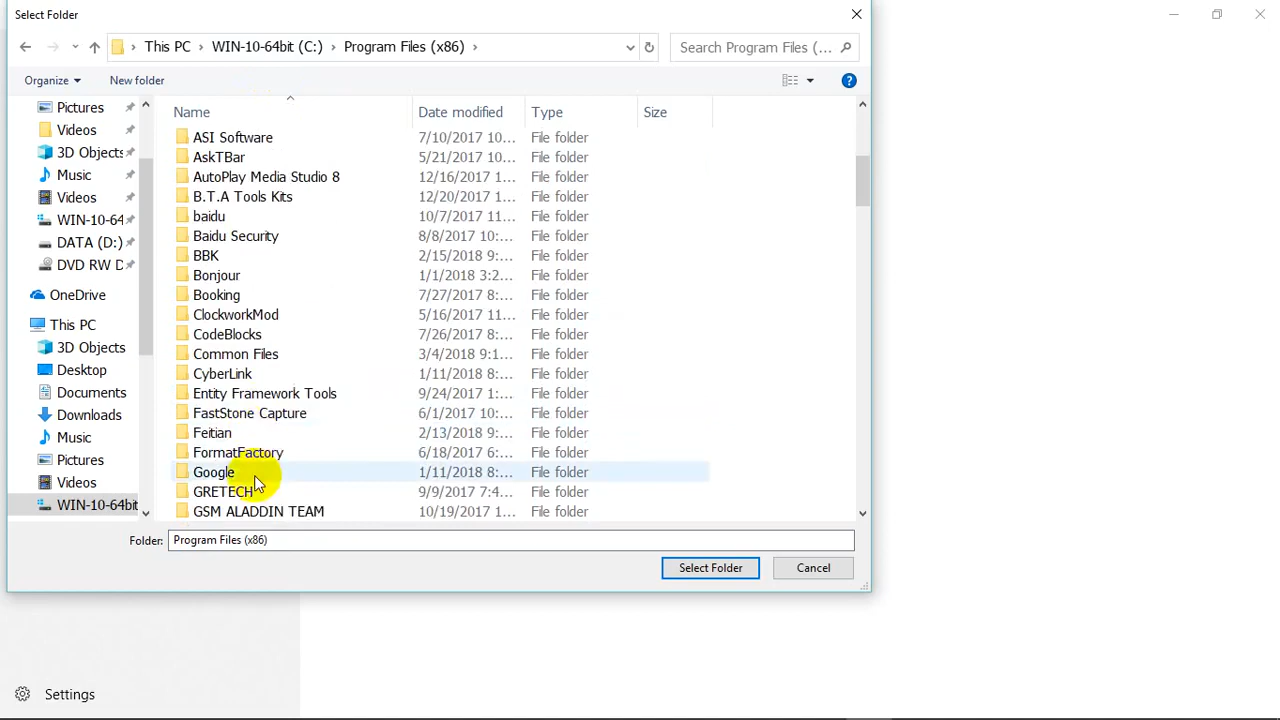 Select Folder
This PC WIN-10-64bit (C:) Program Files (x86) Search Program Files (...
Organize New folder
Name Date modified Type Size
Pictures
Videos
3D Objects
Music
Videos
WIN-10-64
DATA (D:)
DVD RW D
OneDrive
This PC
3D Objects
Desktop
Documents
Downloads
Music
Pictures
Videos
WIN-10-64bit
ASI Software 7/10/2017 10... File folder
AskTBar 5/21/2017 10... File folder
AutoPlay Media Studio 8 12/16/2017 1... File folder
B.T.A Tools Kits 12/20/2017 1... File folder
baidu 10/7/2017 11... File folder
Baidu Security 8/8/2017 10:... File folder
BBK 2/15/2018 9:... File folder
Bonjour 1/1/2018 3:2... File folder
Booking 7/27/2017 8:... File folder
ClockworkMod 5/16/2017 11... File folder
CodeBlocks 7/26/2017 8:... File folder
Common Files 3/4/2018 9:1... File folder
CyberLink 1/11/2018 8:... File folder
Entity Framework Tools 9/24/2017 1:... File folder
FastStone Capture 6/1/2017 10:... File folder
Feitian 2/13/2018 9:... File folder
FormatFactory 6/18/2017 6:... File folder
Google 1/11/2018 8:... File folder
GRETECH 9/9/2017 7:4... File folder
GSM ALADDIN TEAM 10/19/2017 1... File folder
Folder: Program Files (x86)
Select Folder Cancel
Settings